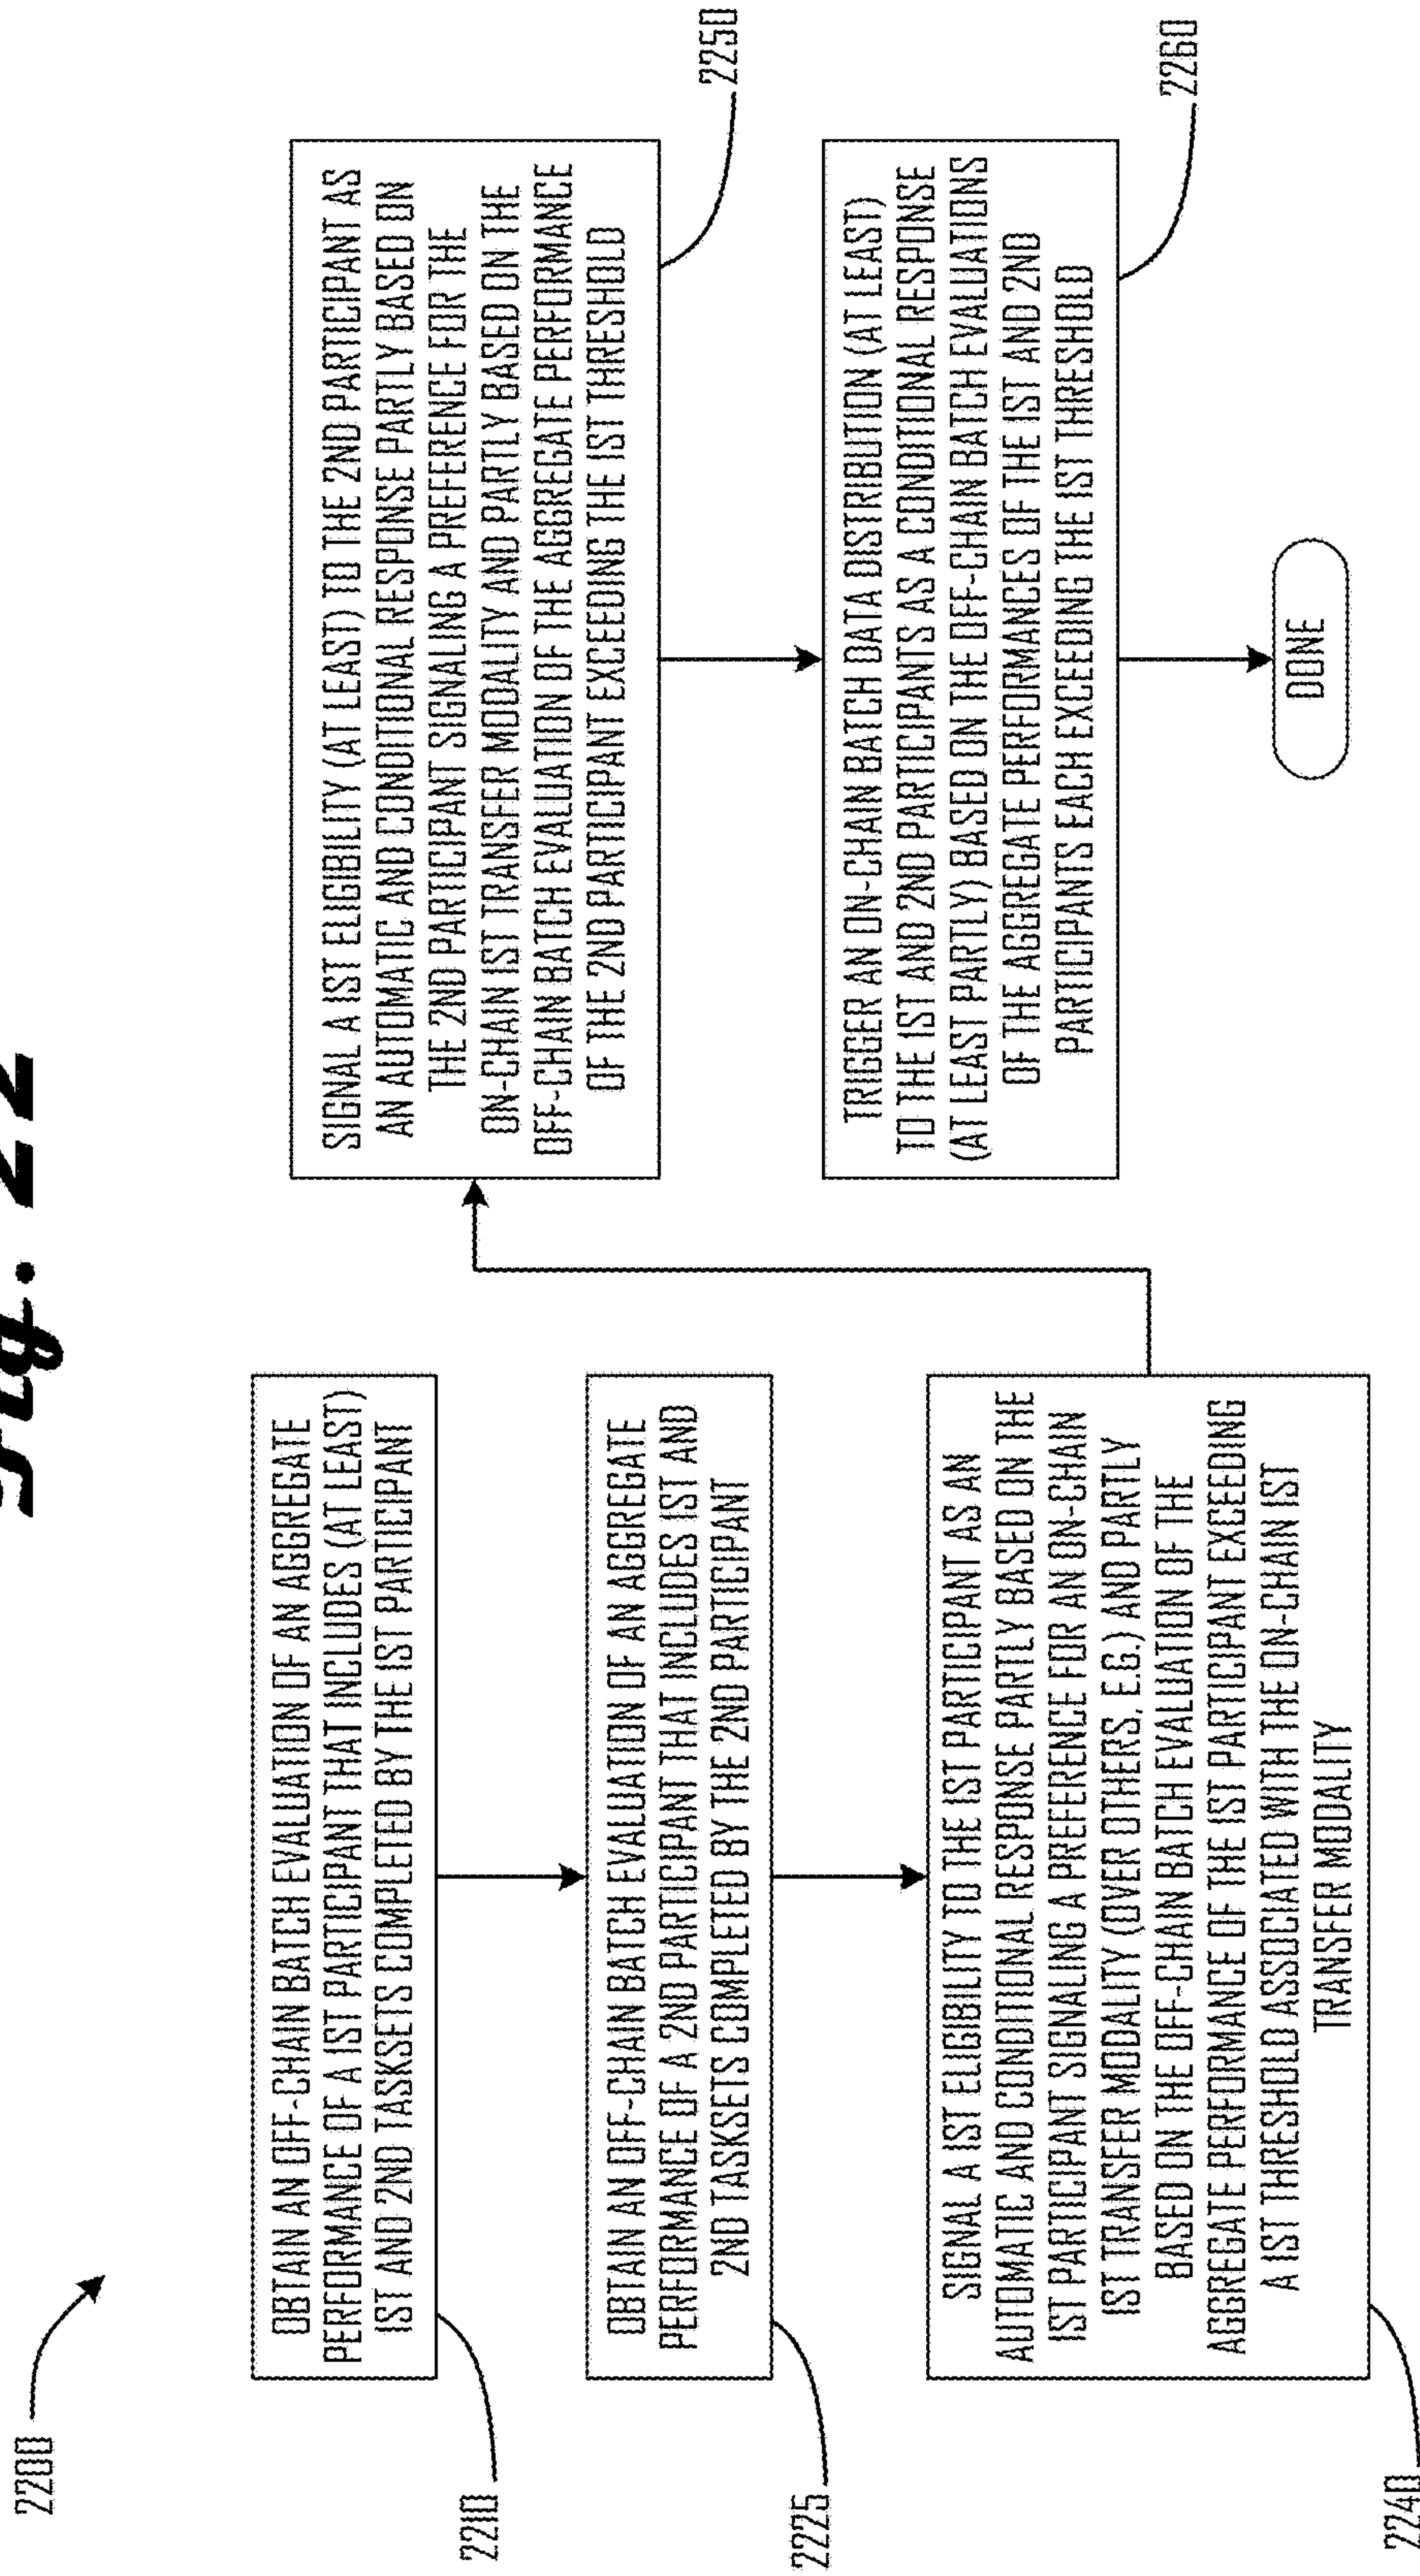 Fig. 22
2200
OBTAIN AN OFF-CHAIN BATCH EVALUATION OF AN AGGREGATE
PERFORMANCE OF A 1ST PARTICIPANT THAT INCLUDES (AT LEAST)
1ST AND 2ND TASKSETS COMPLETED BY THE 1ST PARTICIPANT
2210
OBTAIN AN OFF-CHAIN BATCH EVALUATION OF AN AGGREGATE
PERFORMANCE OF A 2ND PARTICIPANT THAT INCLUDES 1ST AND
2ND TASKSETS COMPLETED BY THE 2ND PARTICIPANT
2225
SIGNAL A 1ST ELIGIBILITY TO THE 1ST PARTICIPANT AS AN
AUTOMATIC AND CONDITIONAL RESPONSE PARTLY BASED ON THE
1ST PARTICIPANT SIGNALING A PREFERENCE FOR AN ON-CHAIN
1ST TRANSFER MODALITY (OVER OTHERS, E.G.) AND PARTLY
BASED ON THE OFF-CHAIN BATCH EVALUATION OF THE
AGGREGATE PERFORMANCE OF THE 1ST PARTICIPANT EXCEEDING
A 1ST THRESHOLD ASSOCIATED WITH THE ON-CHAIN 1ST
TRANSFER MODALITY
2240
SIGNAL A 1ST ELIGIBILITY (AT LEAST) TO THE 2ND PARTICIPANT AS
AN AUTOMATIC AND CONDITIONAL RESPONSE PARTLY BASED ON
THE 2ND PARTICIPANT SIGNALING A PREFERENCE FOR THE
ON-CHAIN 1ST TRANSFER MODALITY AND PARTLY BASED ON THE
OFF-CHAIN BATCH EVALUATION OF THE AGGREGATE PERFORMANCE
OF THE 2ND PARTICIPANT EXCEEDING THE 1ST THRESHOLD
2250
TRIGGER AN ON-CHAIN BATCH DATA DISTRIBUTION (AT LEAST)
TO THE 1ST AND 2ND PARTICIPANTS AS A CONDITIONAL RESPONSE
(AT LEAST PARTLY) BASED ON THE OFF-CHAIN BATCH EVALUATIONS
OF THE AGGREGATE PERFORMANCES OF THE 1ST AND 2ND
PARTICIPANTS EACH EXCEEDING THE 1ST THRESHOLD
2260
DONE